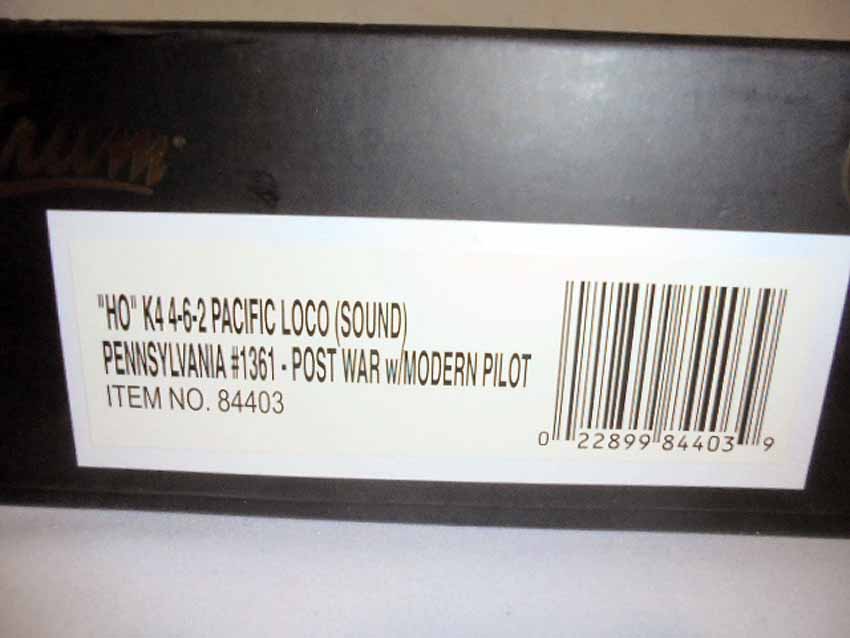 "HO" K4 4-6-2 PACIFIC LOCO (SOUND)
PENNSYLVANIA #1361 - POST WAR w/MODERN PILOT
ITEM NO. 84403
0 22899 84403 9